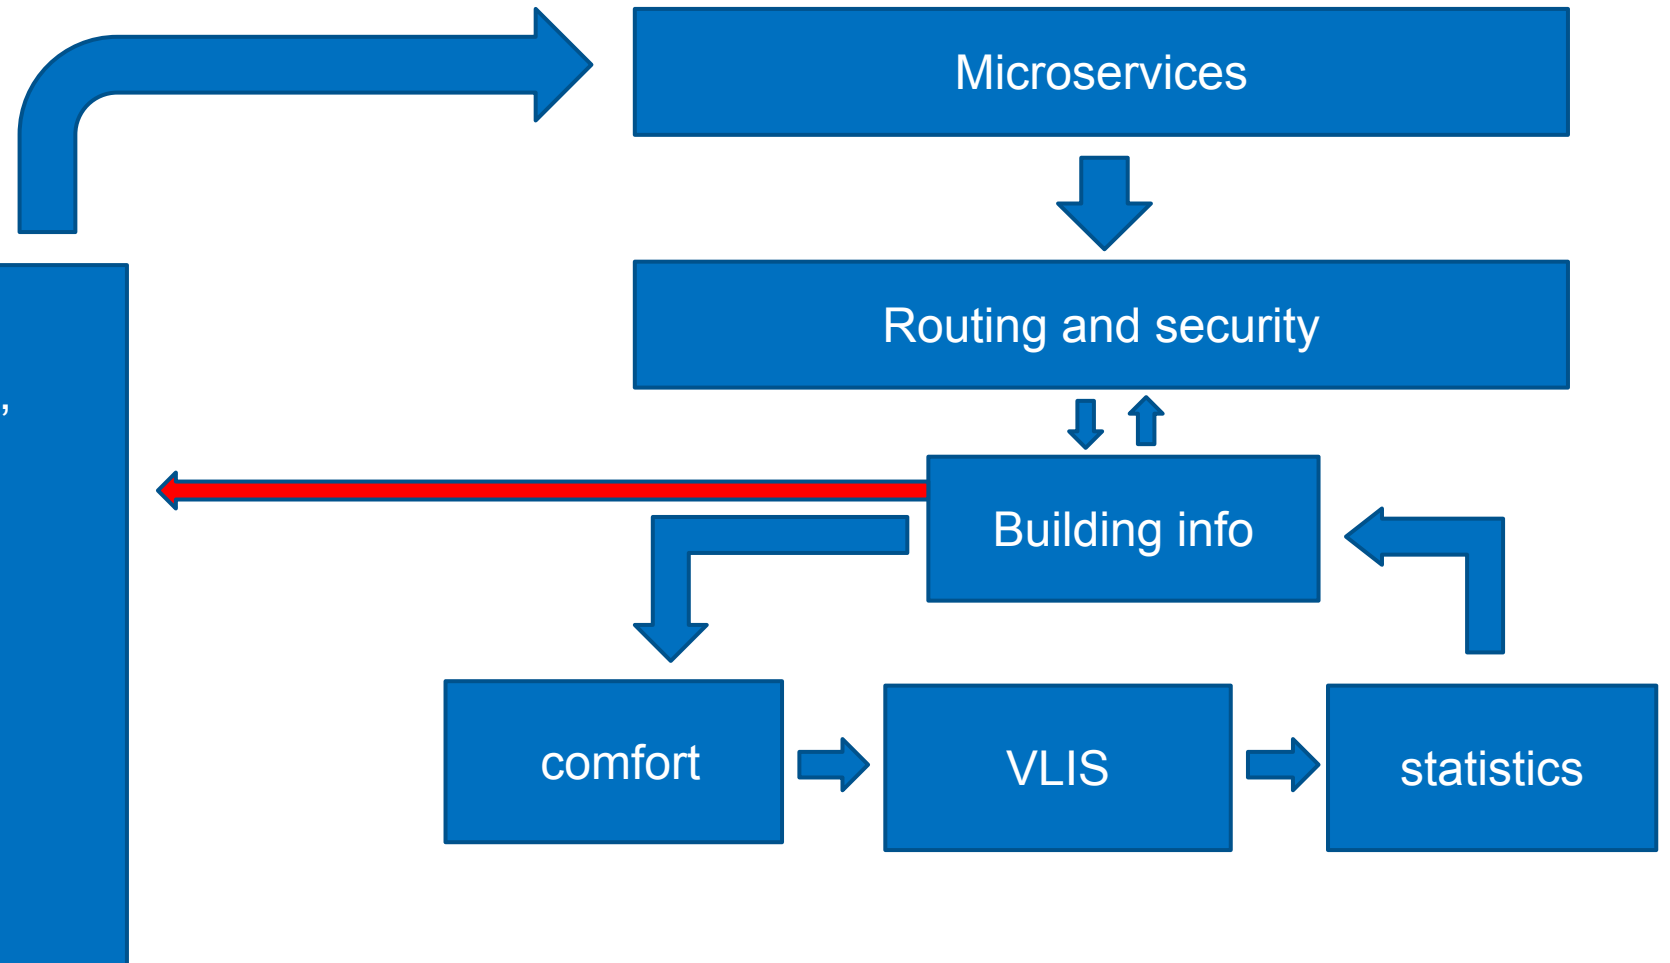 Microservices
Routing and security
,
Building info
comfort
VLIS
statistics